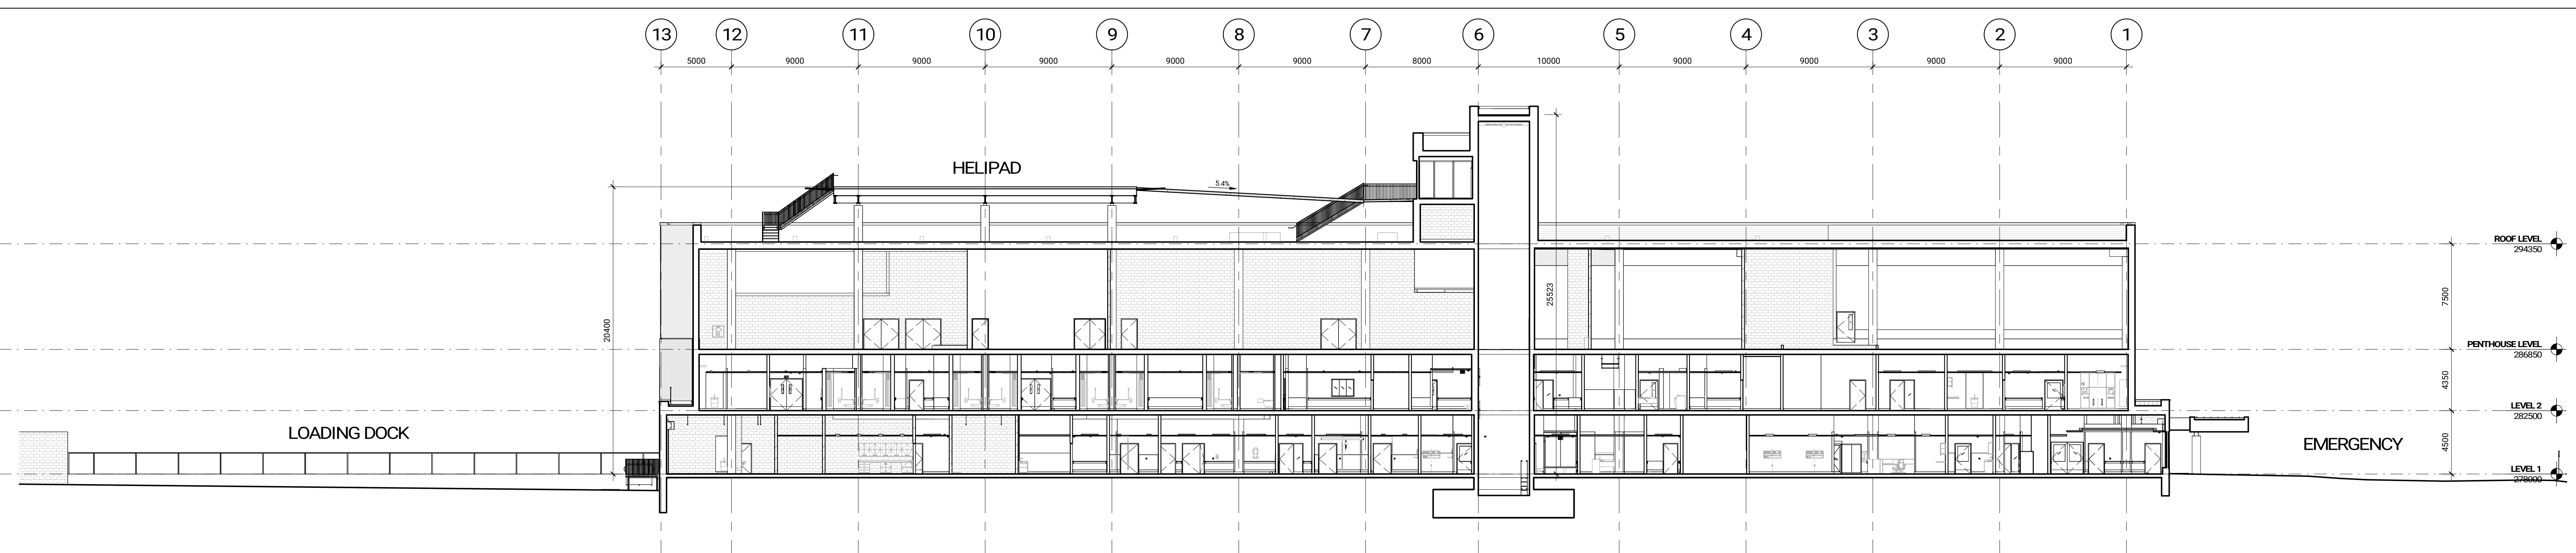 13 12 11 10 9 8 7 6 5 4 3 2 1
5000 9000 9000 9000 9000 9000 8000 10000 9000 9000 9000 9000
HELIPAD
5.4%
20400
25523
ROOF LEVEL
294350
7500
PENTHOUSE LEVEL
286850
4350
LEVEL 2
282500
LOADING DOCK
EMERGENCY
4500
LEVEL 1
278000